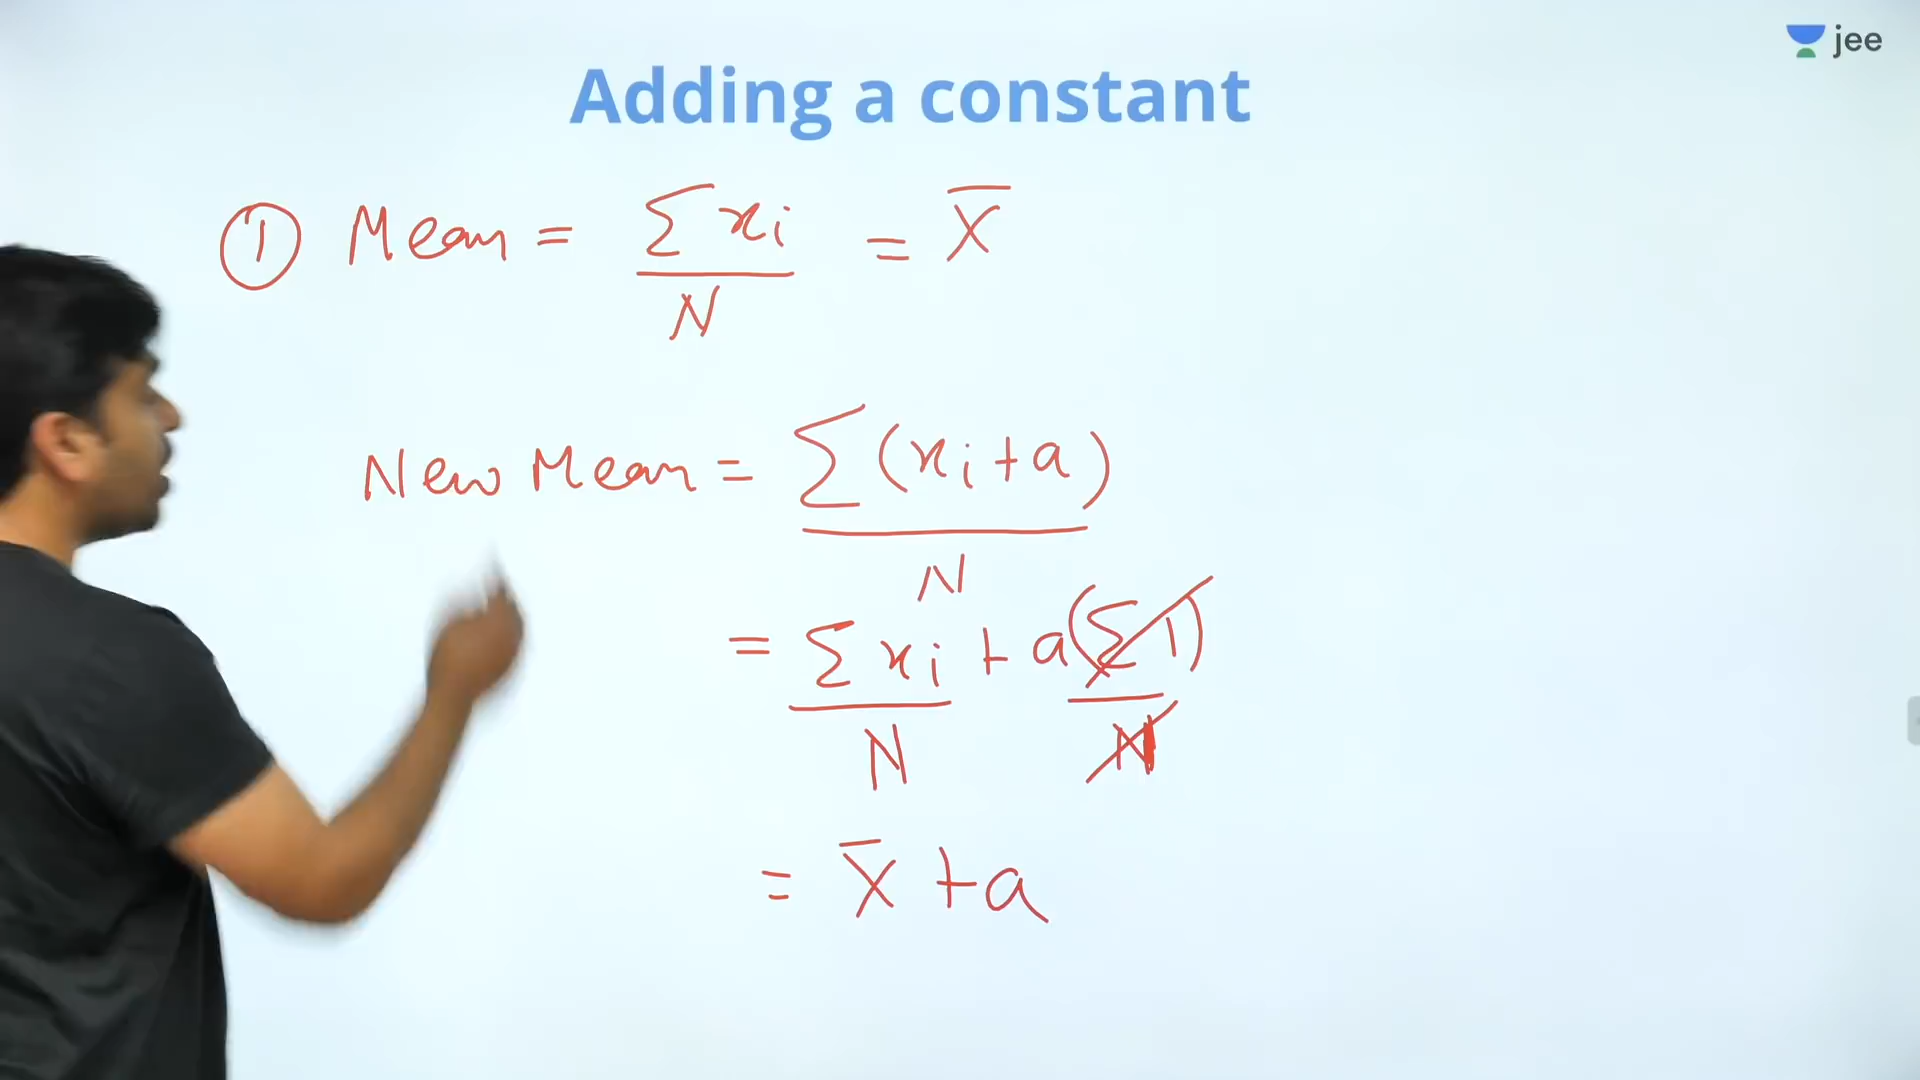 jee
Adding a constant
① Mean = Σxi / N = X̄
New Mean = Σ(xi+a) / N
= Σxi / N + a(Σ1) / N
= X̄ + a